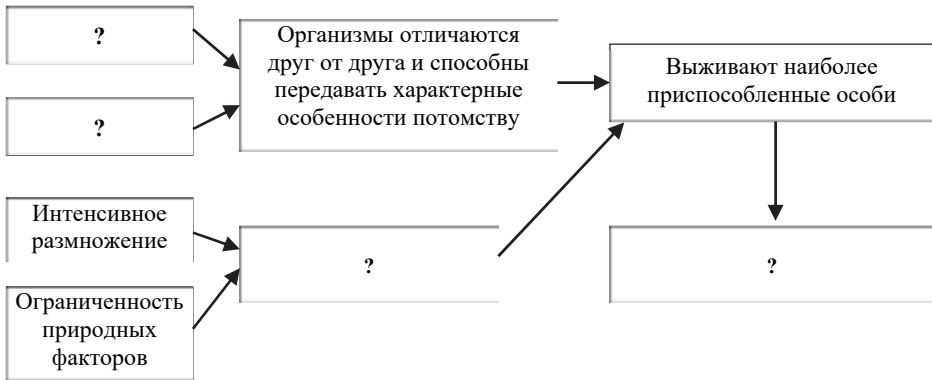 ?
Организмы отличаются
друг от друга и способны
передавать характерные
особенности потомству
Выживают наиболее
приспособленные особи
?
Интенсивное
размножение
?
?
Ограниченность
природных
факторов